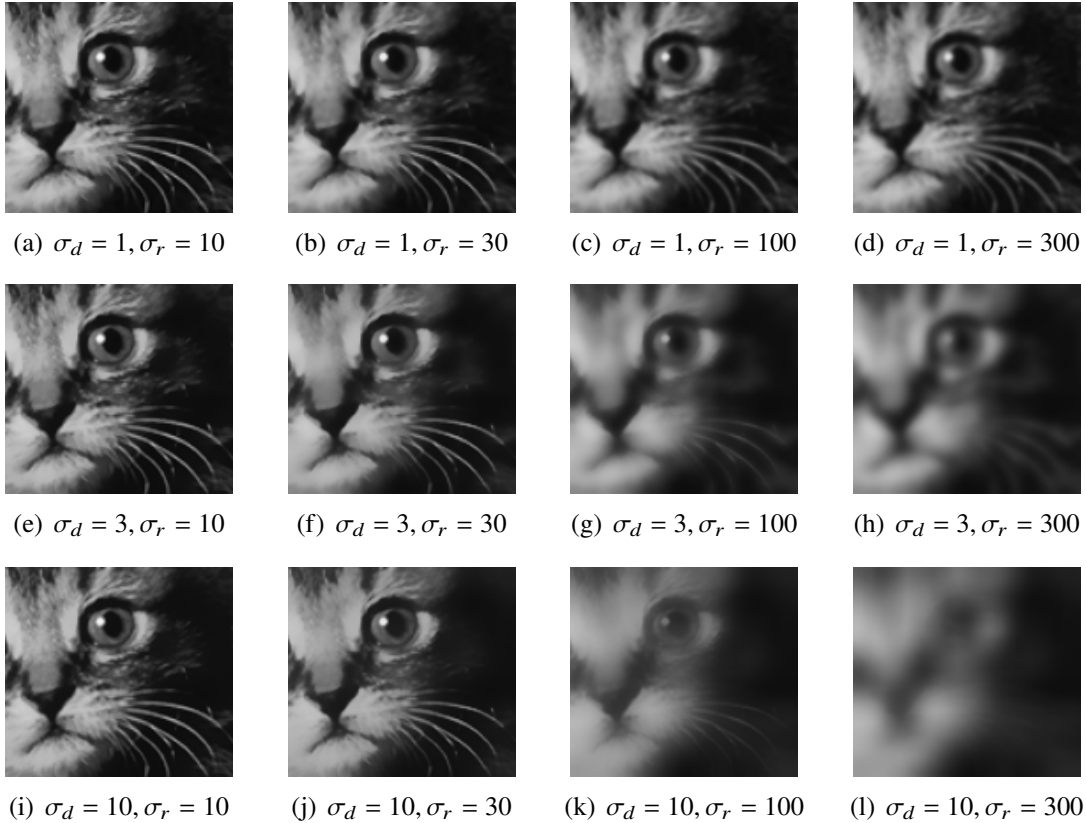 (a) σd = 1, σr = 10
(b) σd = 1, σr = 30
(c) σd = 1, σr = 100
(d) σd = 1, σr = 300
(e) σd = 3, σr = 10
(f) σd = 3, σr = 30
(g) σd = 3, σr = 100
(h) σd = 3, σr = 300
(i) σd = 10, σr = 10
(j) σd = 10, σr = 30
(k) σd = 10, σr = 100
(l) σd = 10, σr = 300